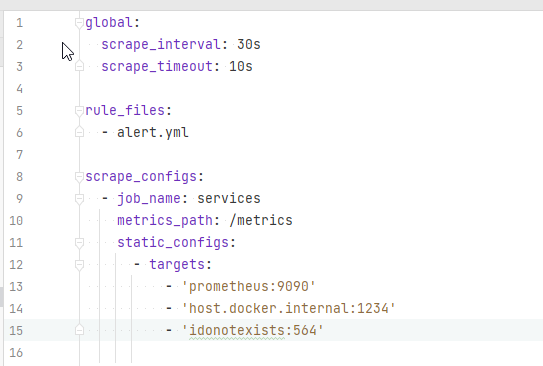 1 global:
2   scrape_interval: 30s
3   scrape_timeout: 10s
4
5 rule_files:
6   - alert.yml
7
8 scrape_configs:
9   - job_name: services
10     metrics_path: /metrics
11     static_configs:
12       - targets:
13           - 'prometheus:9090'
14           - 'host.docker.internal:1234'
15           - 'idonotexists:564'
16